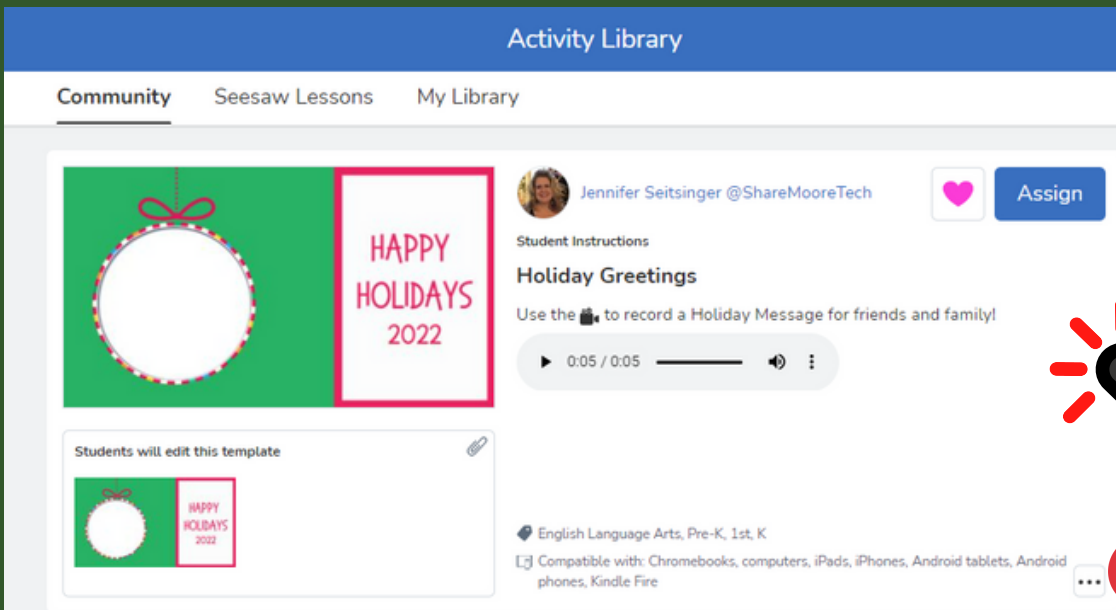 Activity Library
Community Seesaw Lessons My Library
HAPPY
HOLIDAYS
2022
Jennifer Seitsinger @ShareMooreTech
Assign
Student Instructions
Holiday Greetings
Use the to record a Holiday Message for friends and family!
0:05 / 0:05
Students will edit this template
HAPPY
HOLIDAYS
2022
English Language Arts, Pre-K, 1st, K
Compatible with: Chromebooks, computers, iPads, iPhones, Android tablets, Android
phones, Kindle Fire